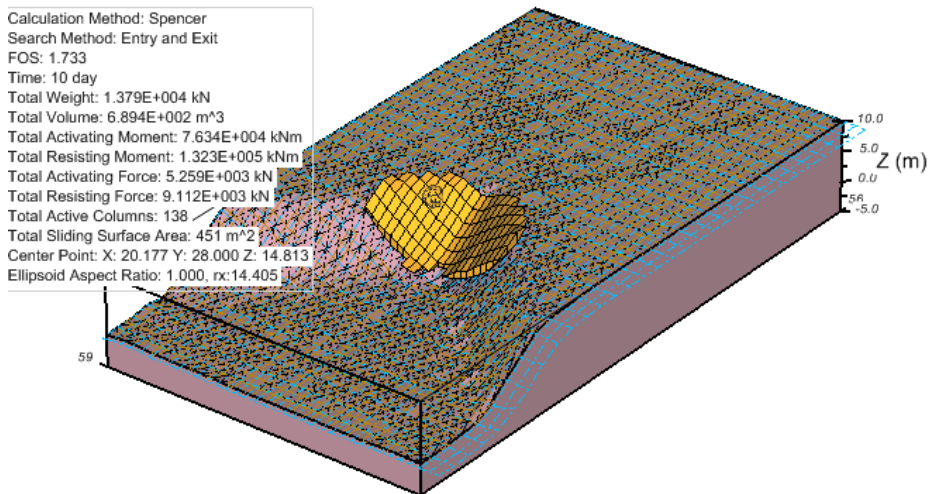 Calculation Method: Spencer
Search Method: Entry and Exit
FOS: 1.733
Time: 10 day
Total Weight: 1.379E+004 kN
Total Volume: 6.894E+002 m^3
Total Activating Moment: 7.634E+004 kNm
Total Resisting Moment: 1.323E+005 kNm
Total Activating Force: 5.259E+003 kN
Total Resisting Force: 9.112E+003 kN
Total Active Columns: 138
Total Sliding Surface Area: 451 m^2
Center Point: X: 20.177 Y: 28.000 Z: 14.813
Ellipsoid Aspect Ratio: 1.000, rx:14.405
10.0
5.0
Z (m)
0.0
56
-5.0
59